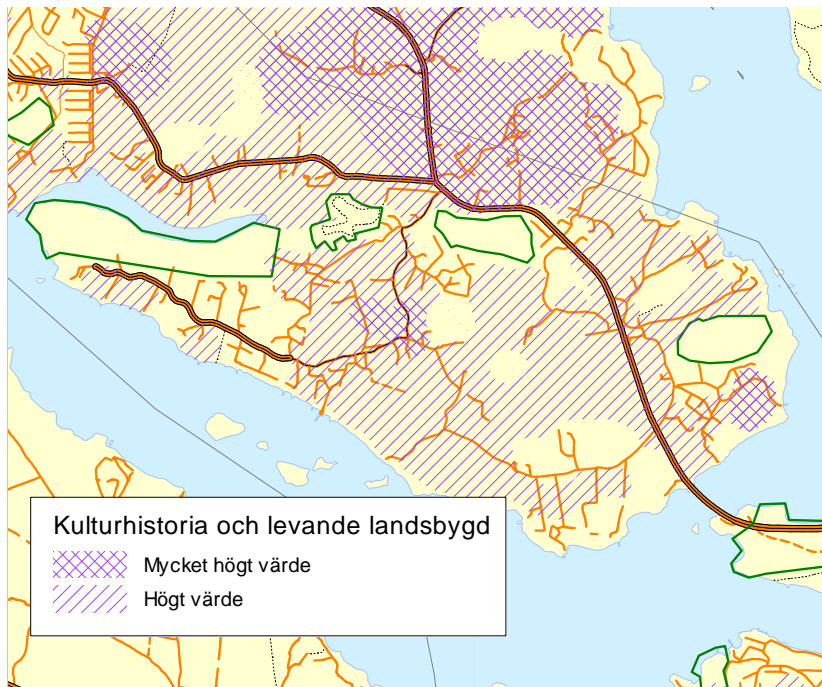 Kulturhistoria och levande landsbygd
Mycket högt värde
Högt värde